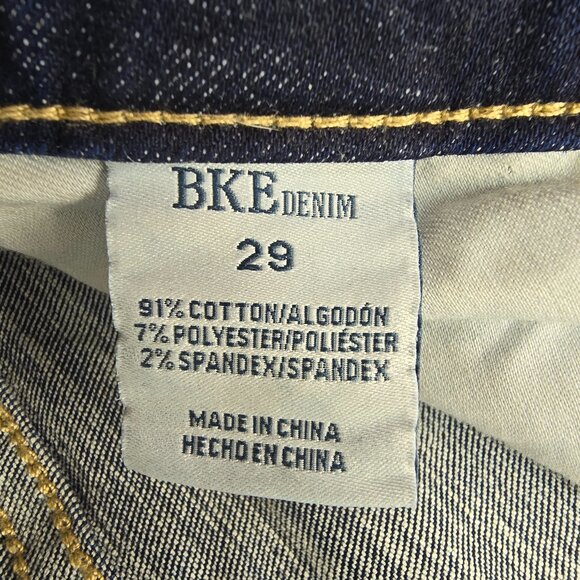 BKE DENIM
29
91% COTTON/ALGODÓN
7% POLYESTER/POLIÉSTER
2% SPANDEX/SPANDEX
MADE IN CHINA
HECHO EN CHINA